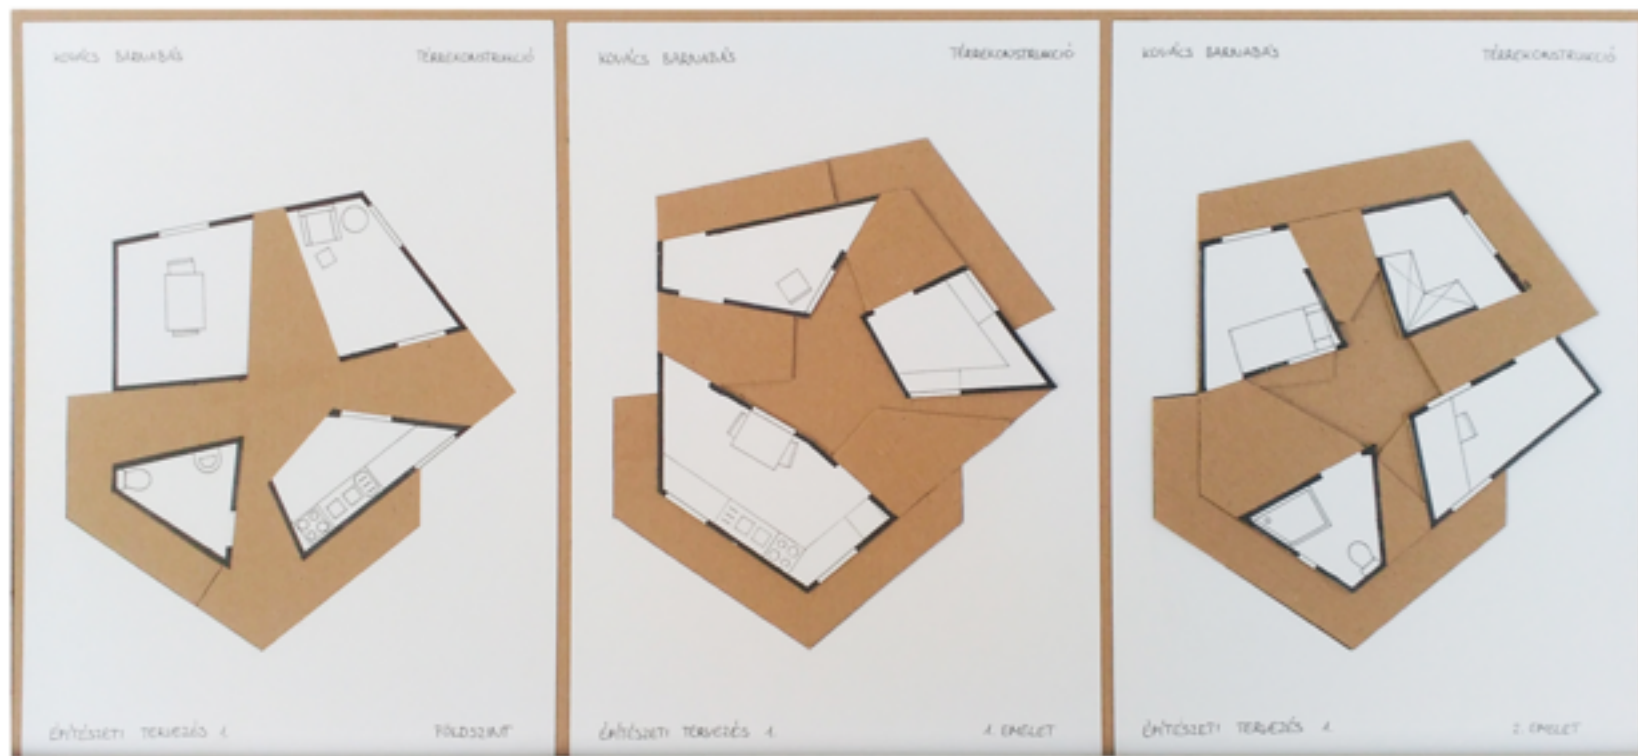 KOVÁCS BARNABÁS TÉRREKONSTRUKCIÓ
ÉPÍTÉSZETI TERVEZÉS 1. FÖLDSZINT
KOVÁCS BARNABÁS TÉRREKONSTRUKCIÓ
ÉPÍTÉSZETI TERVEZÉS 1. 1. EMELET
KOVÁCS BARNABÁS TÉRREKONSTRUKCIÓ
ÉPÍTÉSZETI TERVEZÉS 1. 2. EMELET